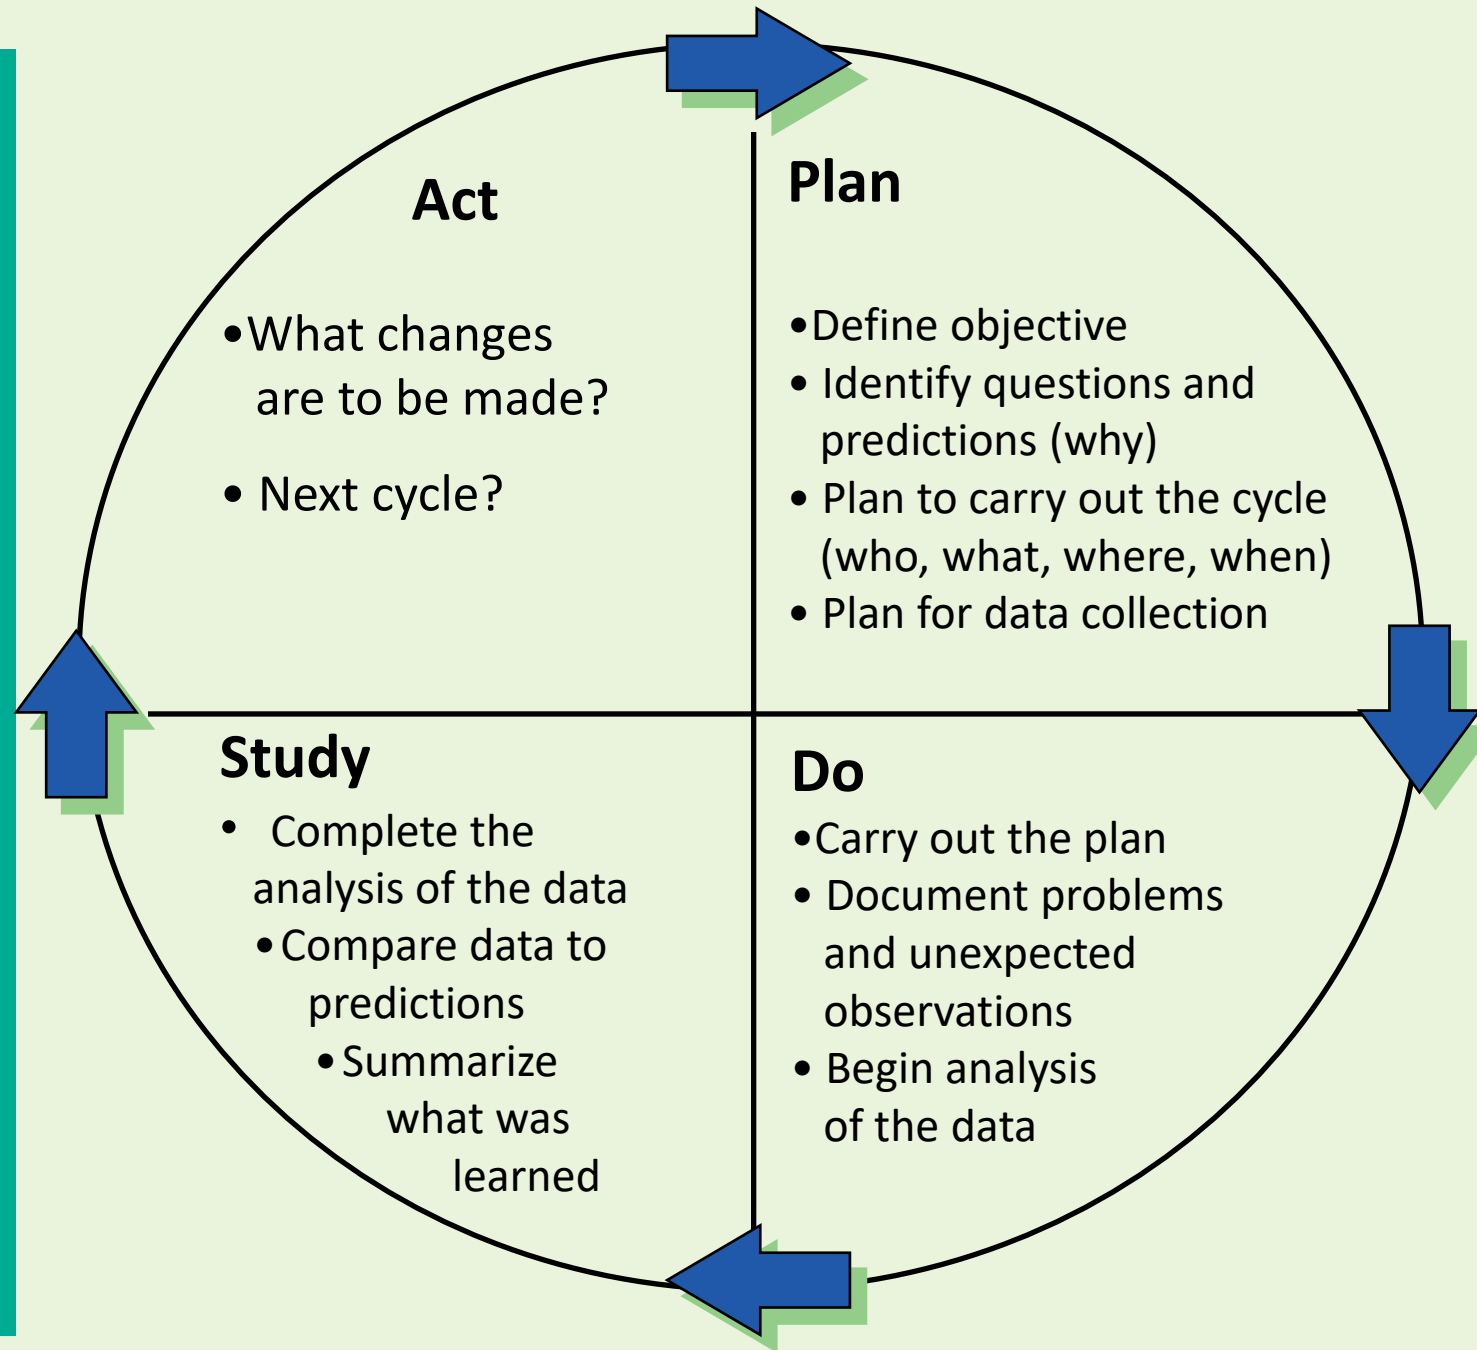 Act
•What changes
are to be made?
• Next cycle?
Plan
•Define objective
• Identify questions and
predictions (why)
• Plan to carry out the cycle
(who, what, where, when)
• Plan for data collection
Study
• Complete the
analysis of the data
•Compare data to
predictions
•Summarize
what was
learned
Do
•Carry out the plan
• Document problems
and unexpected
observations
• Begin analysis
of the data